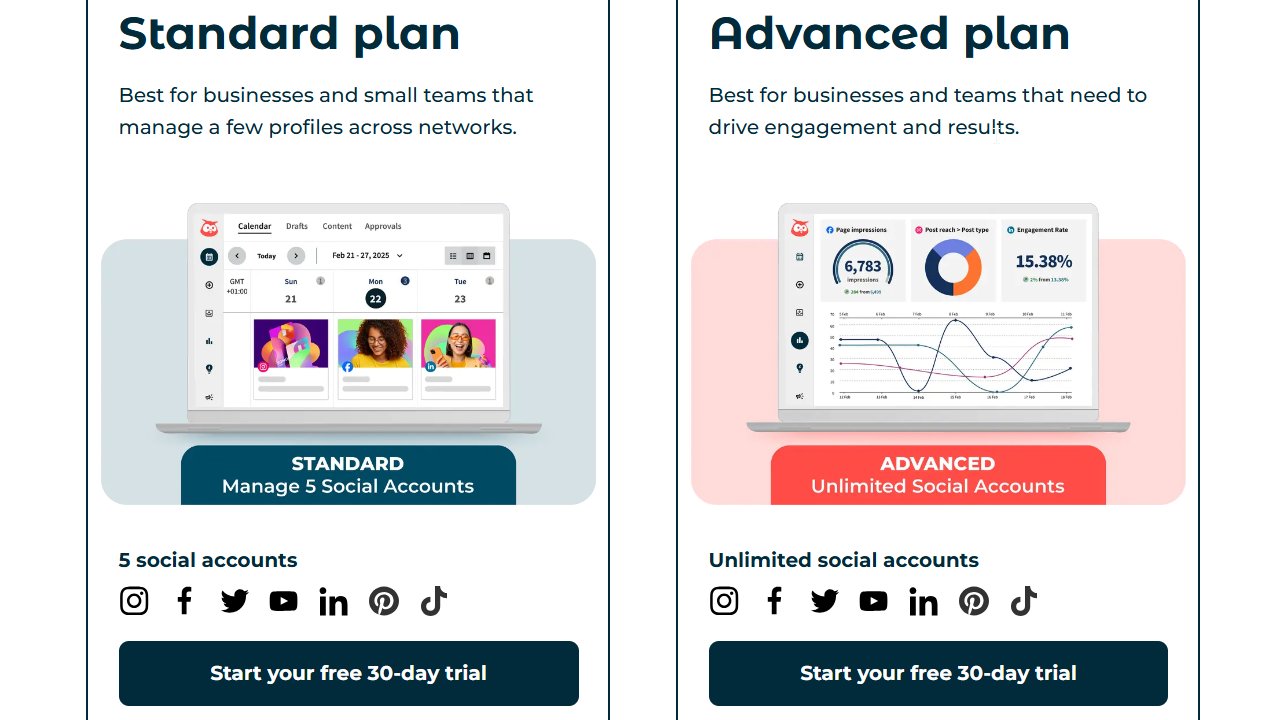 Standard plan
Best for businesses and small teams that
manage a few profiles across networks.
Calendar Drafts Content Approvals
Today Feb 21 - 27, 2025
GMT
+01:00
Sun Mon Tue
21 22 23
STANDARD
Manage 5 Social Accounts
5 social accounts
Start your free 30-day trial
Advanced plan
Best for businesses and teams that need to
drive engagement and results.
Page impressions Post reach > Post type Engagement Rate
6,783
impressions
15.38%
ADVANCED
Unlimited Social Accounts
Unlimited social accounts
Start your free 30-day trial